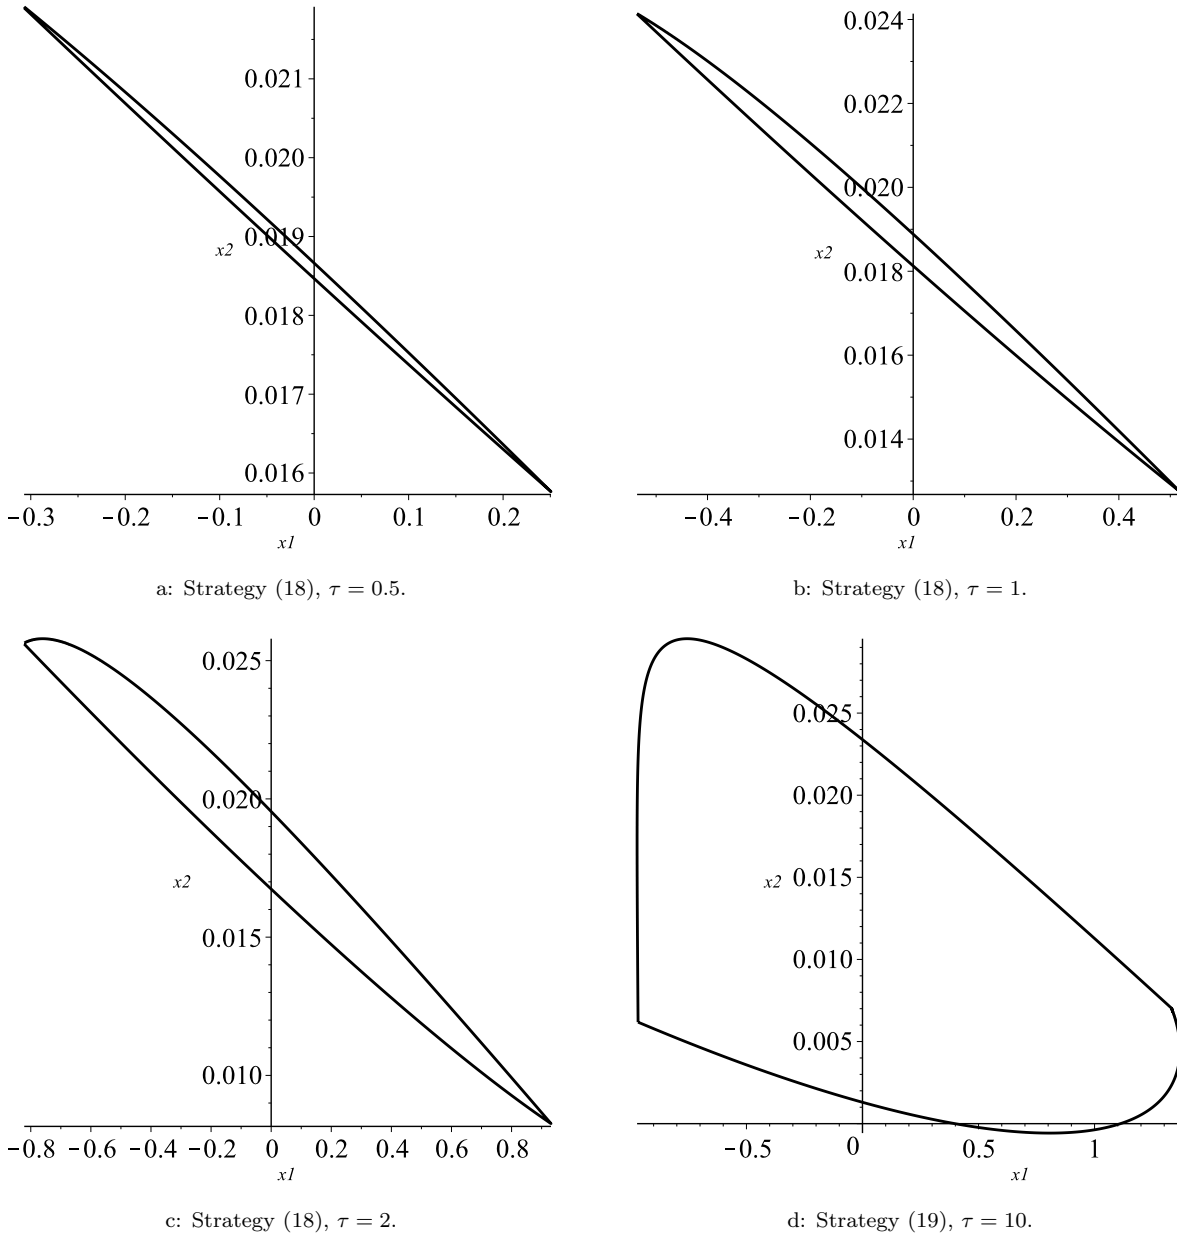 0.021
0.020
0.019
x2
0.018
0.017
0.016
−0.3 −0.2 −0.1 0 0.1 0.2
x1
a: Strategy (18), τ = 0.5.
0.024
0.022
0.020
x2
0.018
0.016
0.014
−0.4 −0.2 0 0.2 0.4
x1
b: Strategy (18), τ = 1.
0.025
0.020
x2
0.015
0.010
−0.8 −0.6 −0.4 −0.2 0 0.2 0.4 0.6 0.8
x1
c: Strategy (18), τ = 2.
0.025
0.020
x2 0.015
0.010
0.005
−0.5 0 0.5 1
x1
d: Strategy (19), τ = 10.